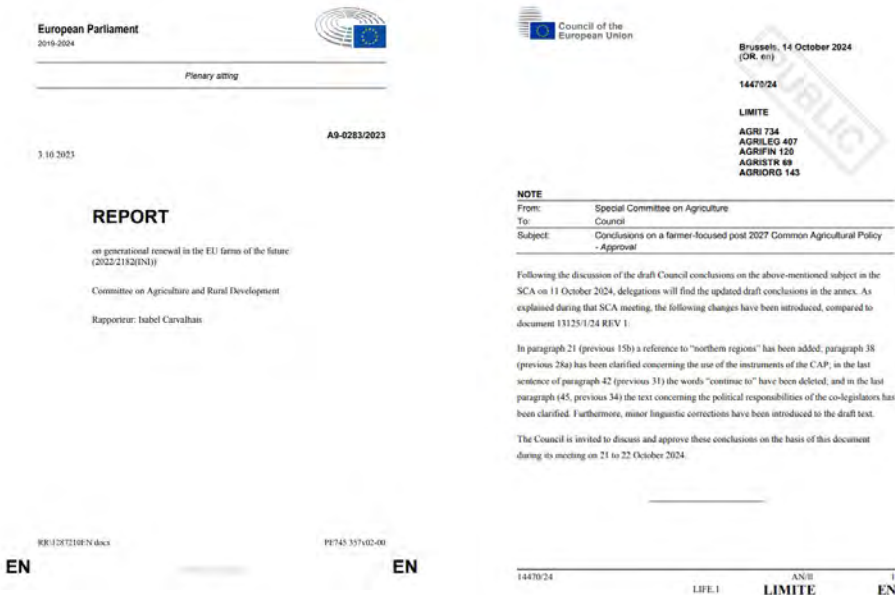 European Parliament
2019-2024
Plenary sitting
A9-0283/2023
3.10.2023
REPORT
on generational renewal in the EU farms of the future
(2022/2182(INI))
Committee on Agriculture and Rural Development
Rapporteur: Isabel Carvalhais
RR\1287210EN.docx
PE745.357v02-00
EN
EN
Council of the
European Union
Brussels, 14 October 2024
(OR. en)
14470/24
LIMITE
AGRI 734
AGRILEG 407
AGRIFIN 120
AGRISTR 69
AGRIORG 143
PUBLIC
NOTE
From: Special Committee on Agriculture
To: Council
Subject: Conclusions on a farmer-focused post 2027 Common Agricultural Policy
- Approval
Following the discussion of the draft Council conclusions on the above-mentioned subject in the
SCA on 11 October 2024, delegations will find the updated draft conclusions in the annex. As
explained during that SCA meeting, the following changes have been introduced, compared to
document 13125/1/24 REV 1.
In paragraph 21 (previous 15b) a reference to "northern regions" has been added; paragraph 38
(previous 28a) has been clarified concerning the use of the instruments of the CAP; in the last
sentence of paragraph 42 (previous 31) the words "continue to" have been deleted; and in the last
paragraph (45, previous 34) the text concerning the political responsibilities of the co-legislators has
been clarified. Furthermore, minor linguistic corrections have been introduced to the draft text.
The Council is invited to discuss and approve these conclusions on the basis of this document
during its meeting on 21 to 22 October 2024.
14470/24
AN/ll
1
LIFE.1
LIMITE
EN